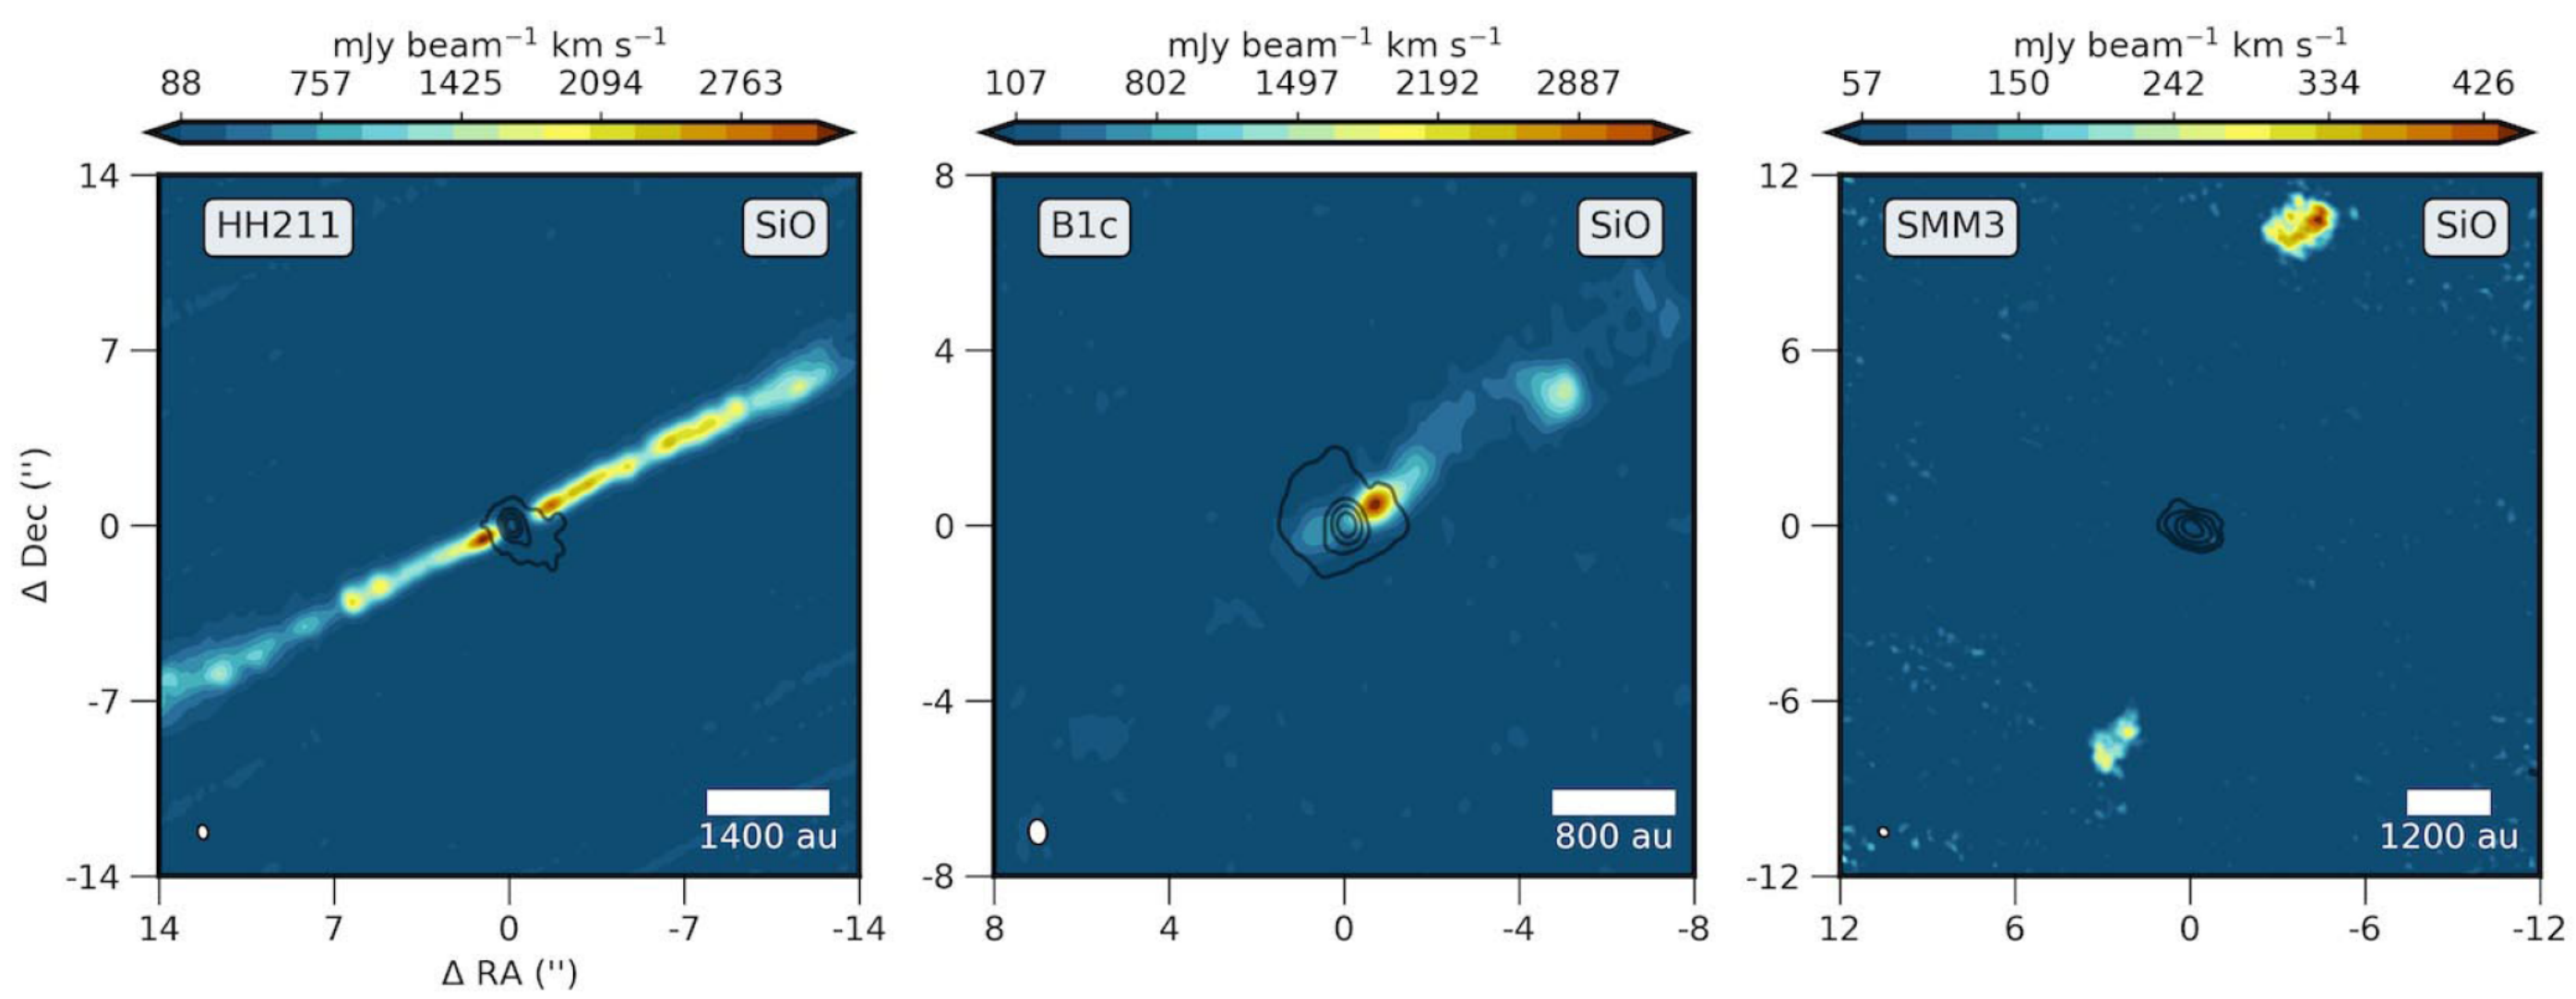 mJy beam⁻¹ km s⁻¹
88 757 1425 2094 2763
HH211 SiO
14
7
0
-7
-14
Δ Dec ('')
1400 au
14 7 0 -7 -14
Δ RA ('')
mJy beam⁻¹ km s⁻¹
107 802 1497 2192 2887
B1c SiO
8
4
0
-4
-8
800 au
8 4 0 -4 -8
mJy beam⁻¹ km s⁻¹
57 150 242 334 426
SMM3 SiO
12
6
0
-6
-12
1200 au
12 6 0 -6 -12